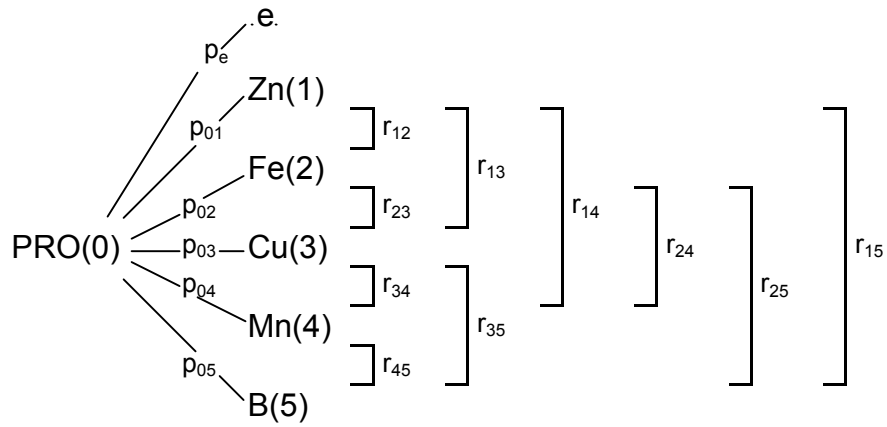 e
pₑ
Zn(1)
p₀₁
r₁₂
r₁₃
Fe(2)
r₁₄
p₀₂
r₂₃
PRO(0)
p₀₃
Cu(3)
r₂₄
r₁₅
p₀₄
r₃₄
r₂₅
Mn(4)
r₃₅
p₀₅
r₄₅
B(5)